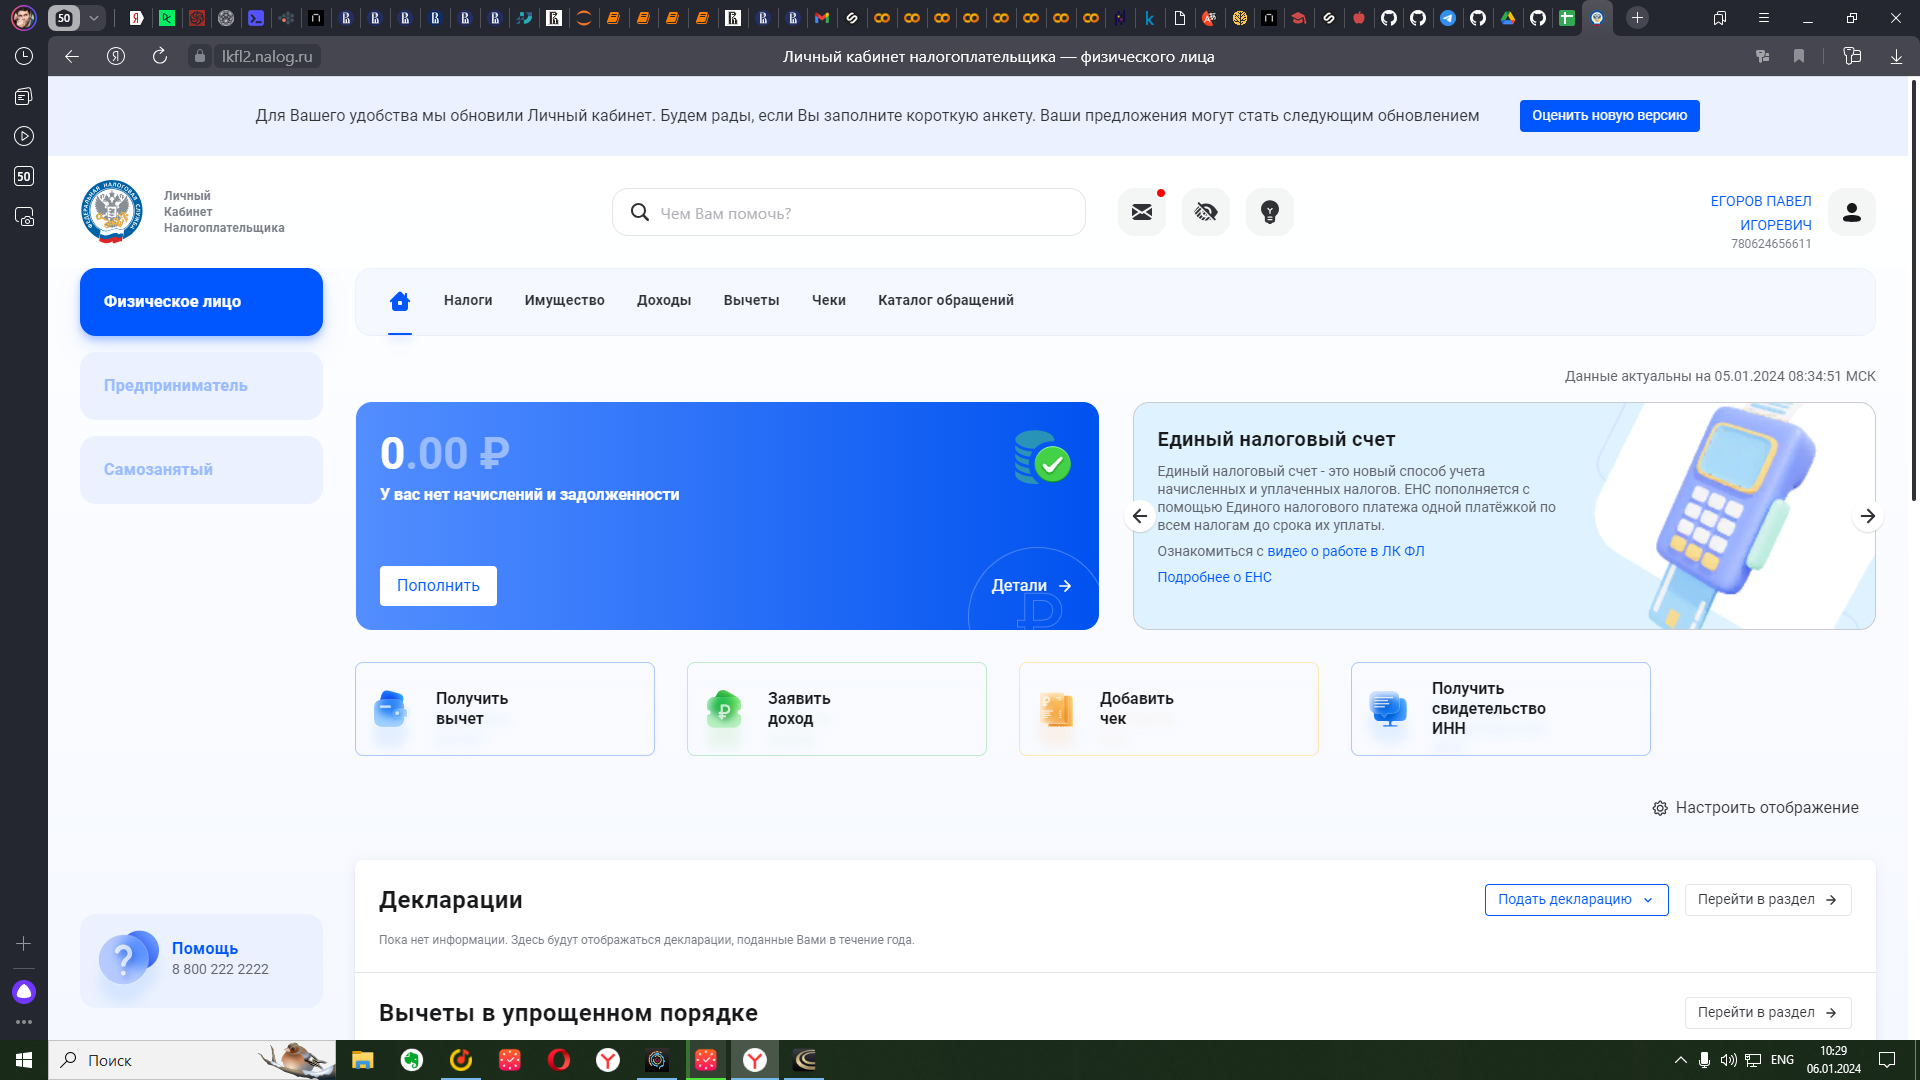 50
lkfl2.nalog.ru
Личный кабинет налогоплательщика — физического лица
50
Для Вашего удобства мы обновили Личный кабинет. Будем рады, если Вы заполните короткую анкету. Ваши предложения могут стать следующим обновлением
Оценить новую версию
Личный
Кабинет
Налогоплательщика
Чем Вам помочь?
ЕГОРОВ ПАВЕЛ
ИГОРЕВИЧ
780624656611
Физическое лицо
Предприниматель
Самозанятый
Налоги
Имущество
Доходы
Вычеты
Чеки
Каталог обращений
Данные актуальны на 05.01.2024 08:34:51 МСК
0.00 ₽
У вас нет начислений и задолженности
Пополнить
Детали
Единый налоговый счет
Единый налоговый счет - это новый способ учета
начисленных и уплаченных налогов. ЕНС пополняется с
помощью Единого налогового платежа одной платёжкой по
всем налогам до срока их уплаты.
Ознакомиться с видео о работе в ЛК ФЛ
Подробнее о ЕНС
Получить
вычет
Заявить
доход
Добавить
чек
Получить
свидетельство
ИНН
Настроить отображение
Декларации
Подать декларацию
Перейти в раздел
Пока нет информации. Здесь будут отображаться декларации, поданные Вами в течение года.
Вычеты в упрощенном порядке
Перейти в раздел
Помощь
8 800 222 2222
Поиск
ENG
10:29
06.01.2024